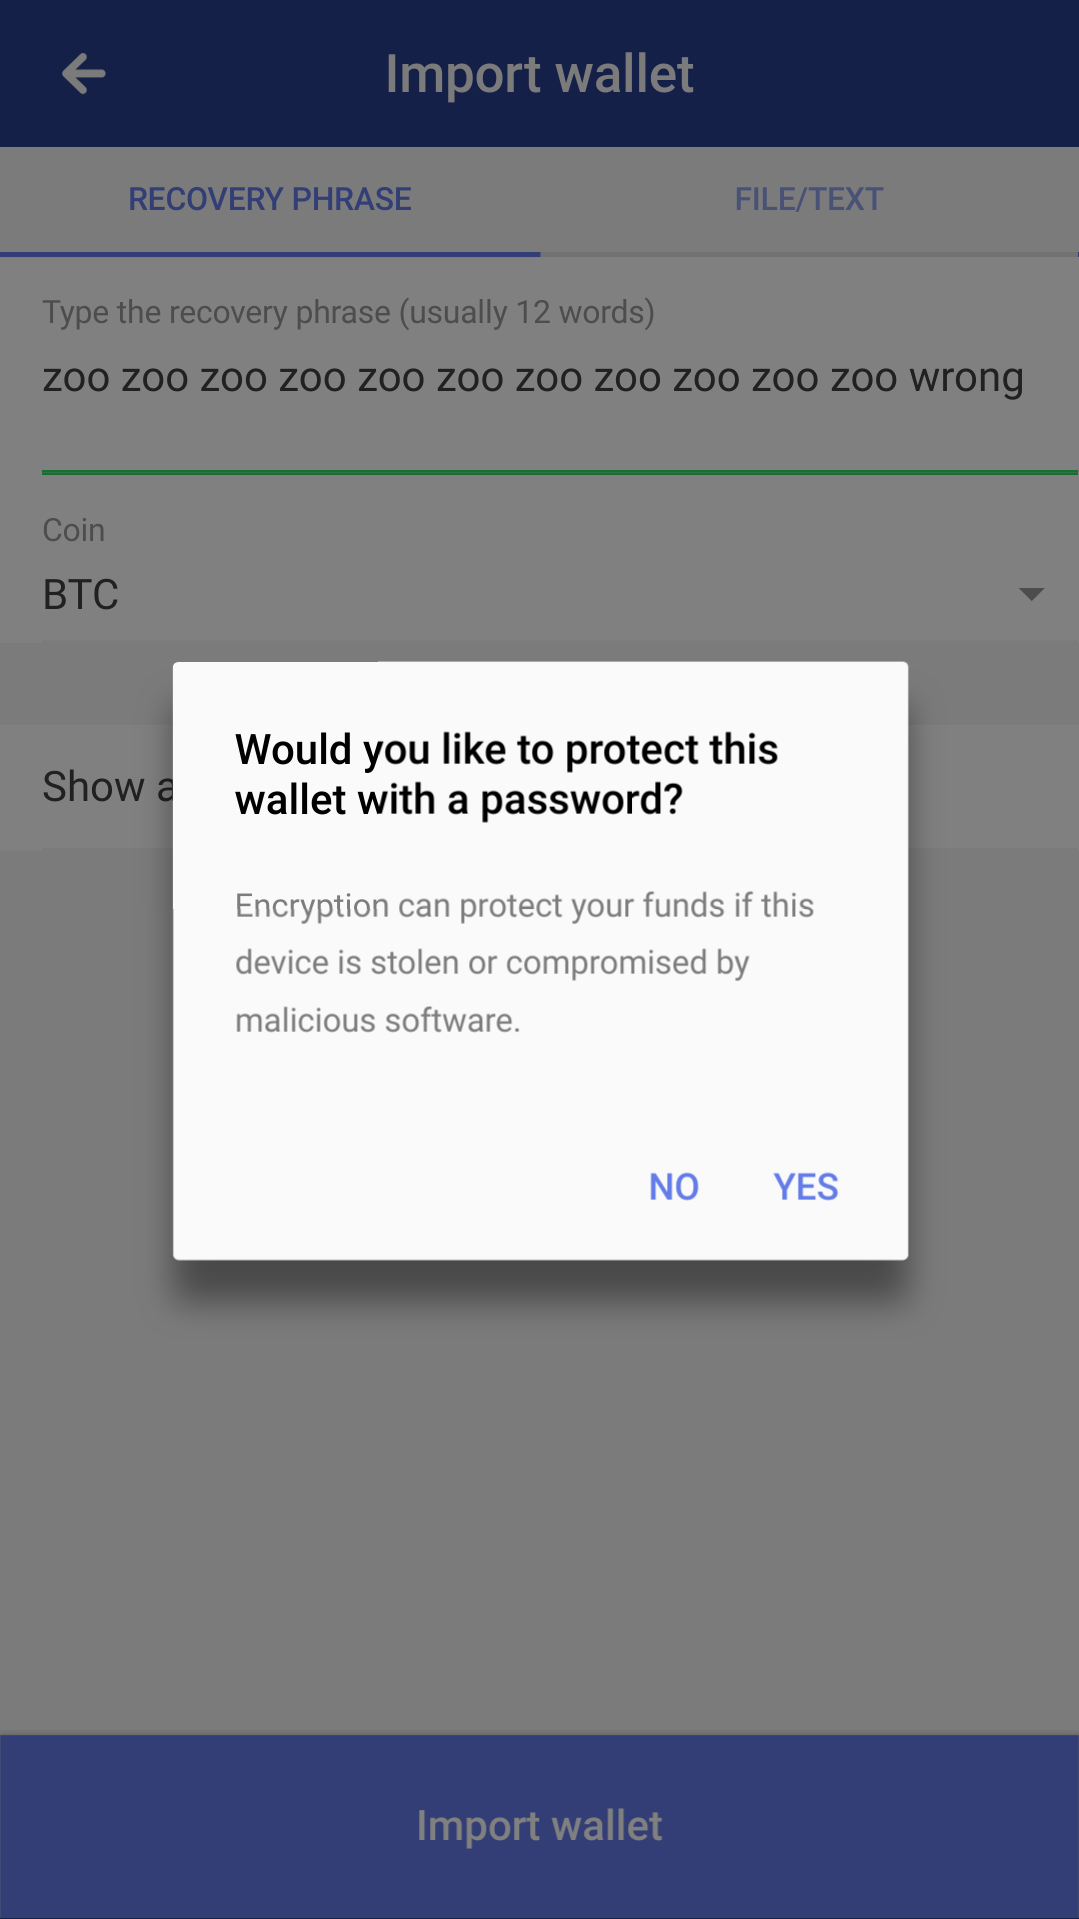 Import wallet
RECOVERY PHRASE
FILE/TEXT
Type the recovery phrase (usually 12 words)
zoo zoo zoo zoo zoo zoo zoo zoo zoo zoo zoo wrong
Coin
BTC
Show a
Would you like to protect this
wallet with a password?
Encryption can protect your funds if this
device is stolen or compromised by
malicious software.
NO
YES
Import wallet